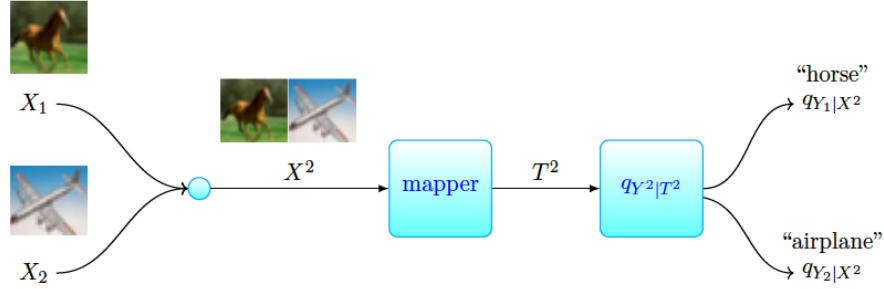 X_1
X_2
X^2
mapper
T^2
q_{Y^2|T^2}
“horse”
q_{Y_1|X^2}
“airplane”
q_{Y_2|X^2}